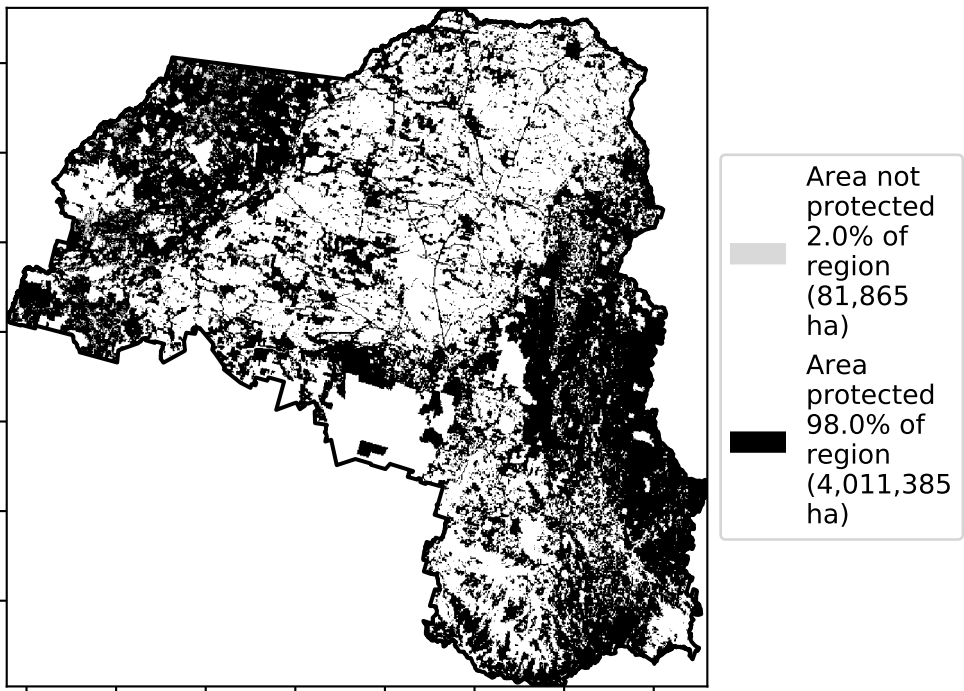 Area not
protected
2.0% of
region
(81,865
ha)
Area
protected
98.0% of
region
(4,011,385
ha)